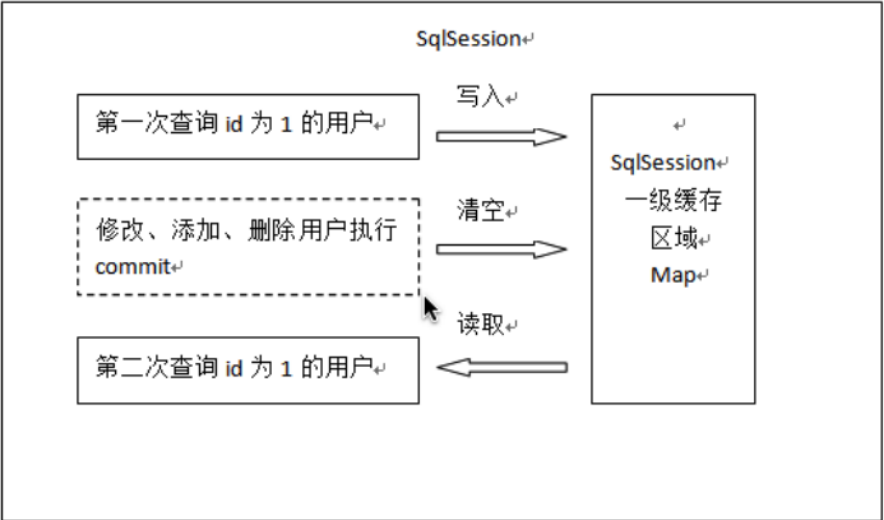 SqlSession
写入
第一次查询 id 为 1 的用户
SqlSession
一级缓存
区域
Map
清空
修改、添加、删除用户执行
commit
读取
第二次查询 id 为 1 的用户